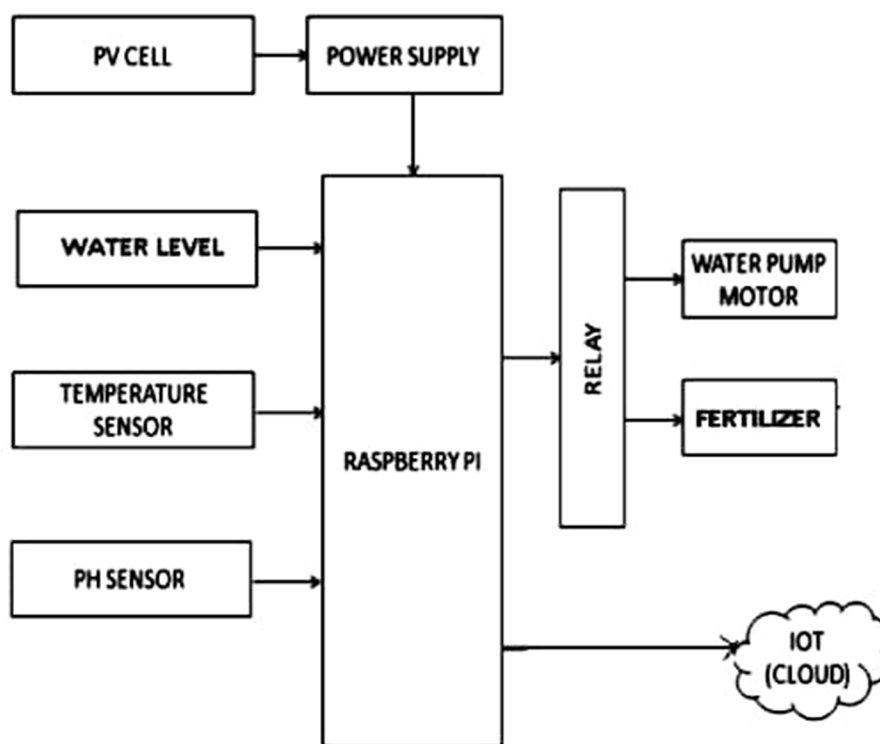 PV CELL
POWER SUPPLY
WATER LEVEL
WATER PUMP
MOTOR
RELAY
TEMPERATURE
SENSOR
FERTILIZER
RASPBERRY PI
PH SENSOR
IOT
(CLOUD)